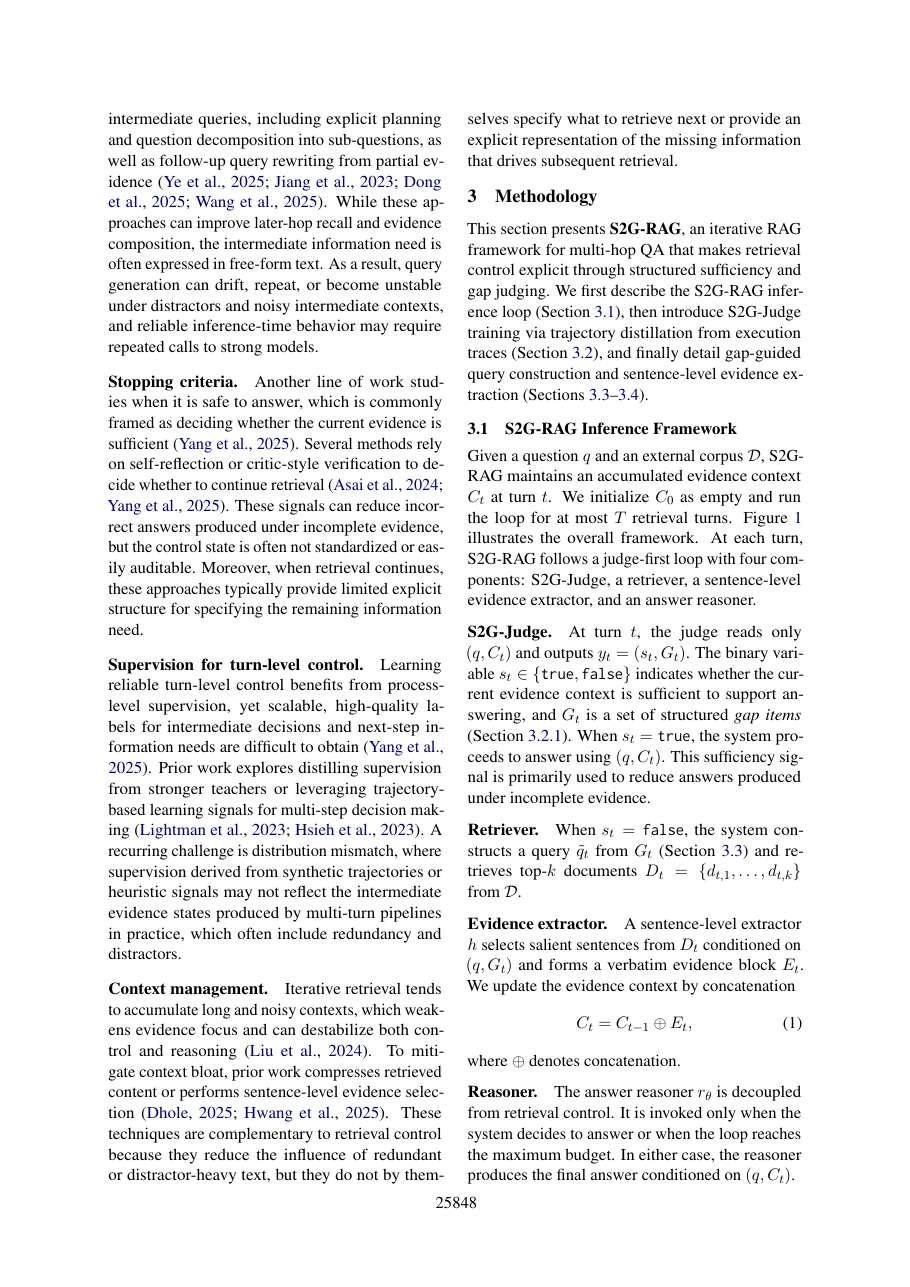 intermediate queries, including explicit planning
and question decomposition into sub-questions, as
well as follow-up query rewriting from partial ev-
idence (Ye et al., 2025; Jiang et al., 2023; Dong
et al., 2025; Wang et al., 2025). While these ap-
proaches can improve later-hop recall and evidence
composition, the intermediate information need is
often expressed in free-form text. As a result, query
generation can drift, repeat, or become unstable
under distractors and noisy intermediate contexts,
and reliable inference-time behavior may require
repeated calls to strong models.
Stopping criteria. Another line of work stud-
ies when it is safe to answer, which is commonly
framed as deciding whether the current evidence is
sufficient (Yang et al., 2025). Several methods rely
on self-reflection or critic-style verification to de-
cide whether to continue retrieval (Asai et al., 2024;
Yang et al., 2025). These signals can reduce incor-
rect answers produced under incomplete evidence,
but the control state is often not standardized or eas-
ily auditable. Moreover, when retrieval continues,
these approaches typically provide limited explicit
structure for specifying the remaining information
need.
Supervision for turn-level control. Learning
reliable turn-level control benefits from process-
level supervision, yet scalable, high-quality la-
bels for intermediate decisions and next-step in-
formation needs are difficult to obtain (Yang et al.,
2025). Prior work explores distilling supervision
from stronger teachers or leveraging trajectory-
based learning signals for multi-step decision mak-
ing (Lightman et al., 2023; Hsieh et al., 2023). A
recurring challenge is distribution mismatch, where
supervision derived from synthetic trajectories or
heuristic signals may not reflect the intermediate
evidence states produced by multi-turn pipelines
in practice, which often include redundancy and
distractors.
Context management. Iterative retrieval tends
to accumulate long and noisy contexts, which weak-
ens evidence focus and can destabilize both con-
trol and reasoning (Liu et al., 2024). To miti-
gate context bloat, prior work compresses retrieved
content or performs sentence-level evidence selec-
tion (Dhole, 2025; Hwang et al., 2025). These
techniques are complementary to retrieval control
because they reduce the influence of redundant
or distractor-heavy text, but they do not by them-
selves specify what to retrieve next or provide an
explicit representation of the missing information
that drives subsequent retrieval.
3 Methodology
This section presents S2G-RAG, an iterative RAG
framework for multi-hop QA that makes retrieval
control explicit through structured sufficiency and
gap judging. We first describe the S2G-RAG infer-
ence loop (Section 3.1), then introduce S2G-Judge
training via trajectory distillation from execution
traces (Section 3.2), and finally detail gap-guided
query construction and sentence-level evidence ex-
traction (Sections 3.3–3.4).
3.1 S2G-RAG Inference Framework
Given a question q and an external corpus 𝒟, S2G-
RAG maintains an accumulated evidence context
C_t at turn t. We initialize C_0 as empty and run
the loop for at most T retrieval turns. Figure 1
illustrates the overall framework. At each turn,
S2G-RAG follows a judge-first loop with four com-
ponents: S2G-Judge, a retriever, a sentence-level
evidence extractor, and an answer reasoner.
S2G-Judge. At turn t, the judge reads only
(q, C_t) and outputs y_t = (s_t, G_t). The binary vari-
able s_t ∈ {true, false} indicates whether the cur-
rent evidence context is sufficient to support an-
swering, and G_t is a set of structured gap items
(Section 3.2.1). When s_t = true, the system pro-
ceeds to answer using (q, C_t). This sufficiency sig-
nal is primarily used to reduce answers produced
under incomplete evidence.
Retriever. When s_t = false, the system con-
structs a query q̃_t from G_t (Section 3.3) and re-
trieves top-k documents D_t = {d_{t,1}, . . . , d_{t,k}}
from 𝒟.
Evidence extractor. A sentence-level extractor
h selects salient sentences from D_t conditioned on
(q, G_t) and forms a verbatim evidence block E_t.
We update the evidence context by concatenation
C_t = C_{t−1} ⊕ E_t, (1)
where ⊕ denotes concatenation.
Reasoner. The answer reasoner r_θ is decoupled
from retrieval control. It is invoked only when the
system decides to answer or when the loop reaches
the maximum budget. In either case, the reasoner
produces the final answer conditioned on (q, C_t).
25848